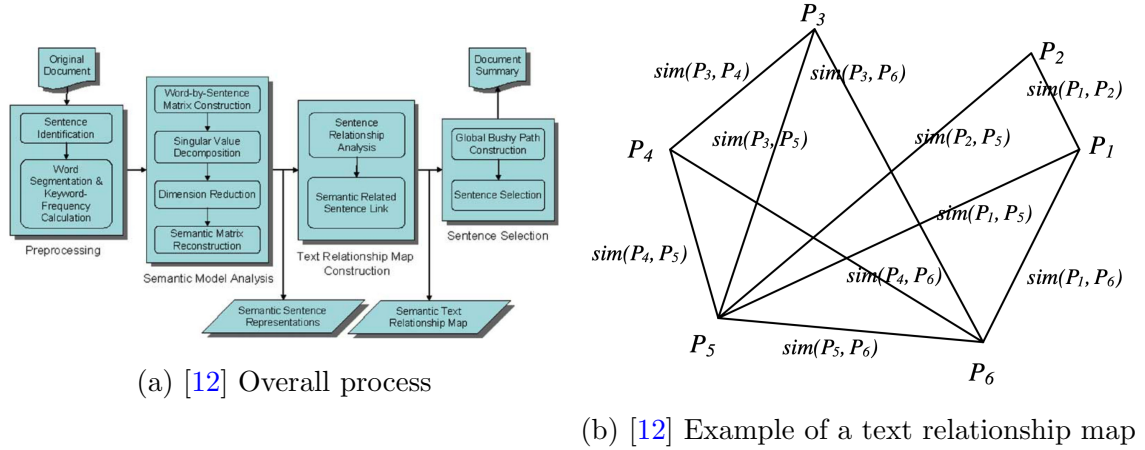 Original
Document
Sentence
Identification
Word
Segmentation &
Keyword-
Frequency
Calculation
Preprocessing
Word-by-Sentence
Matrix Construction
Singular Value
Decomposition
Dimension Reduction
Semantic Matrix
Reconstruction
Semantic Model Analysis
Sentence
Relationship
Analysis
Semantic Related
Sentence Link
Text Relationship Map
Construction
Document
Summary
Global Bushy Path
Construction
Sentence Selection
Sentence Selection
Semantic Sentence
Representations
Semantic Text
Relationship Map
(a) [12] Overall process
P3
P2
sim(P3, P4)
sim(P3, P6)
sim(P1, P2)
P4
sim(P3, P5)
sim(P2, P5)
P1
sim(P1, P5)
sim(P4, P5)
sim(P4, P6)
sim(P1, P6)
P5
sim(P5, P6)
P6
(b) [12] Example of a text relationship map